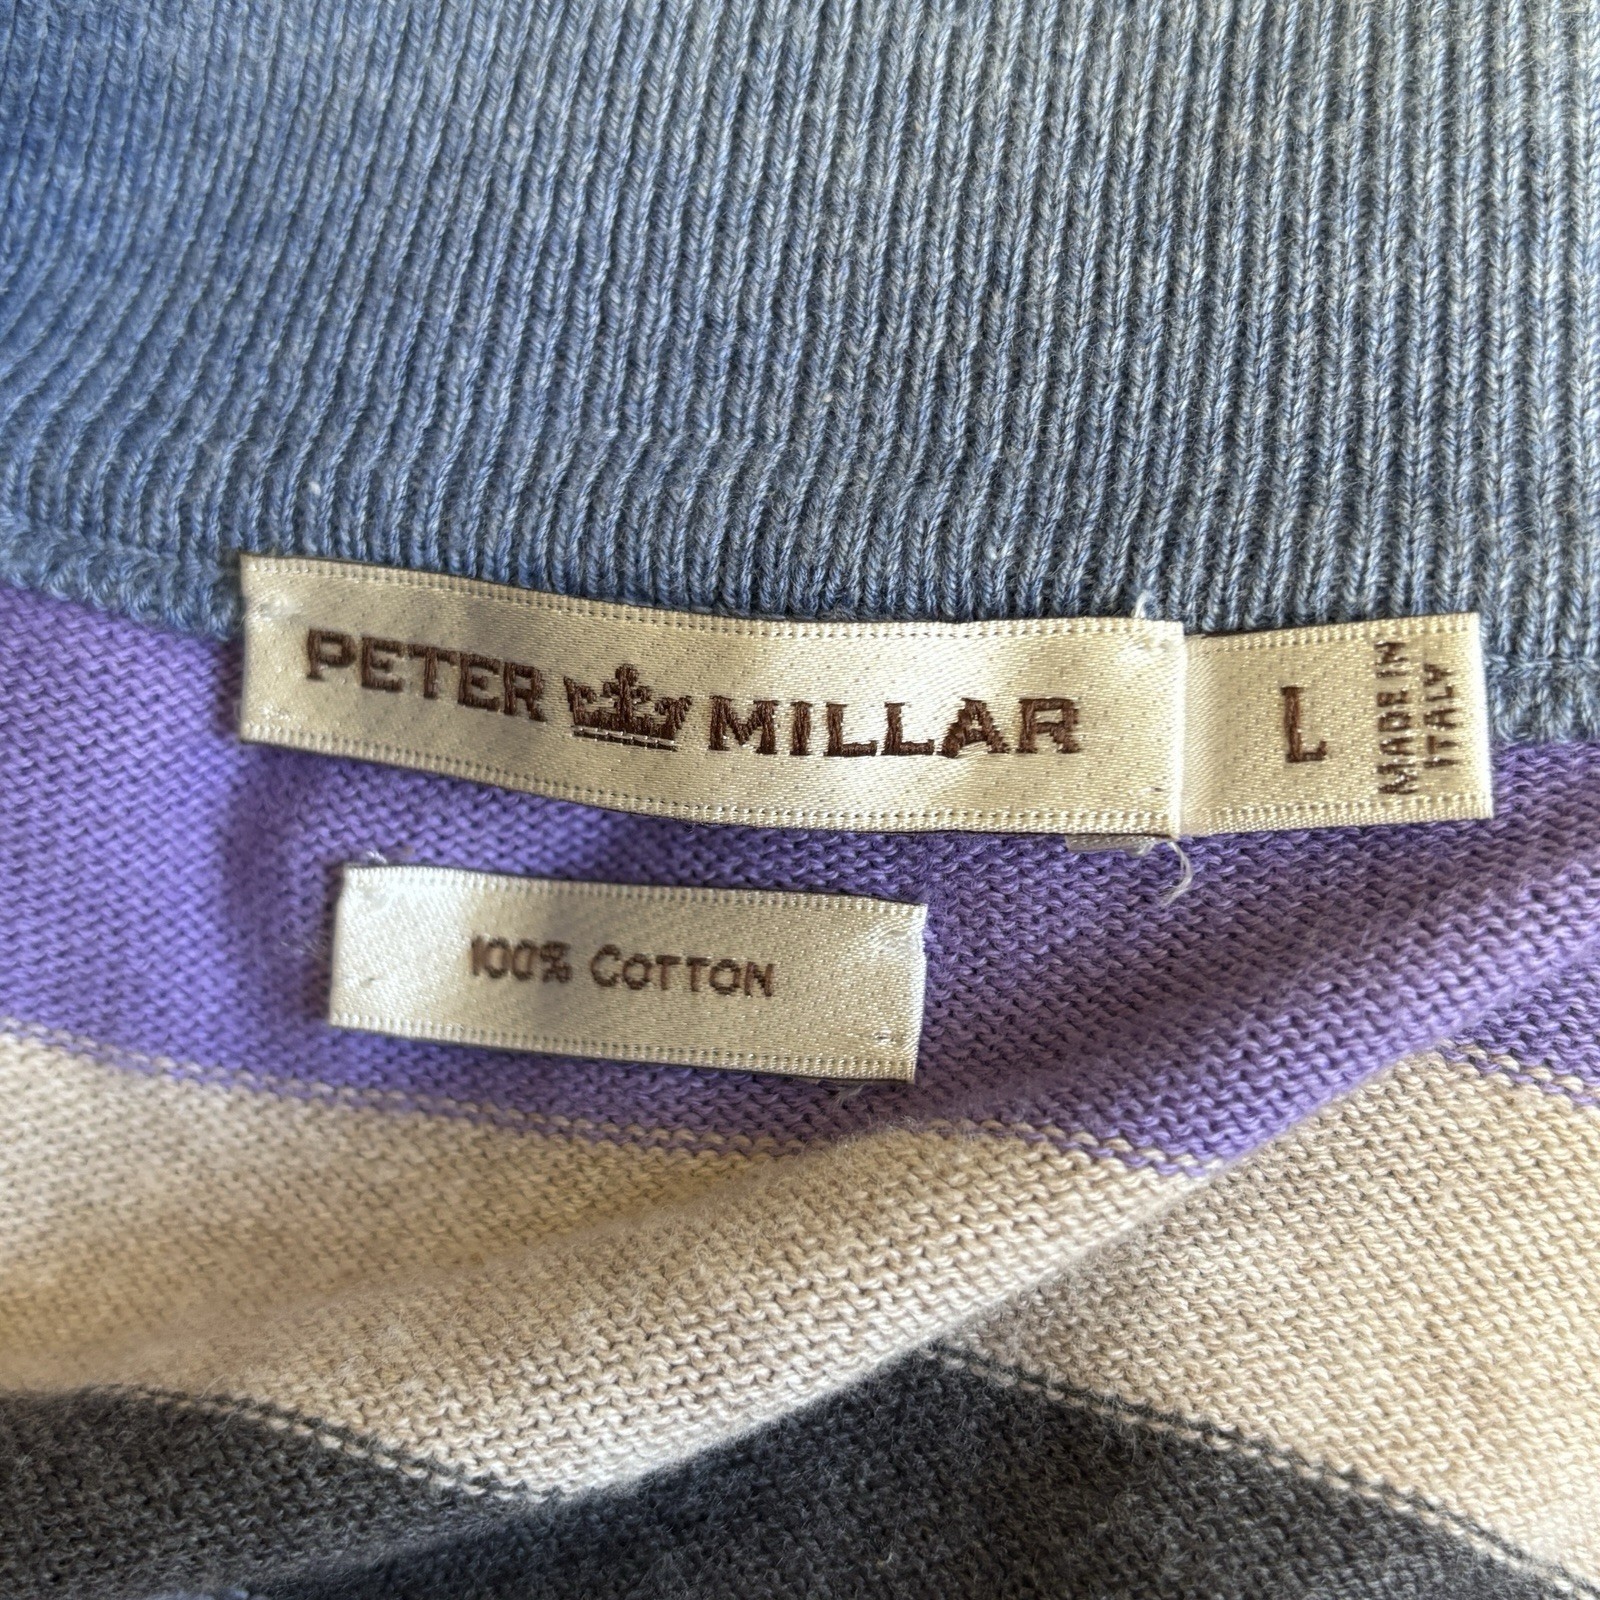 PETER MILLAR
L
MADE IN
ITALY
100% COTTON